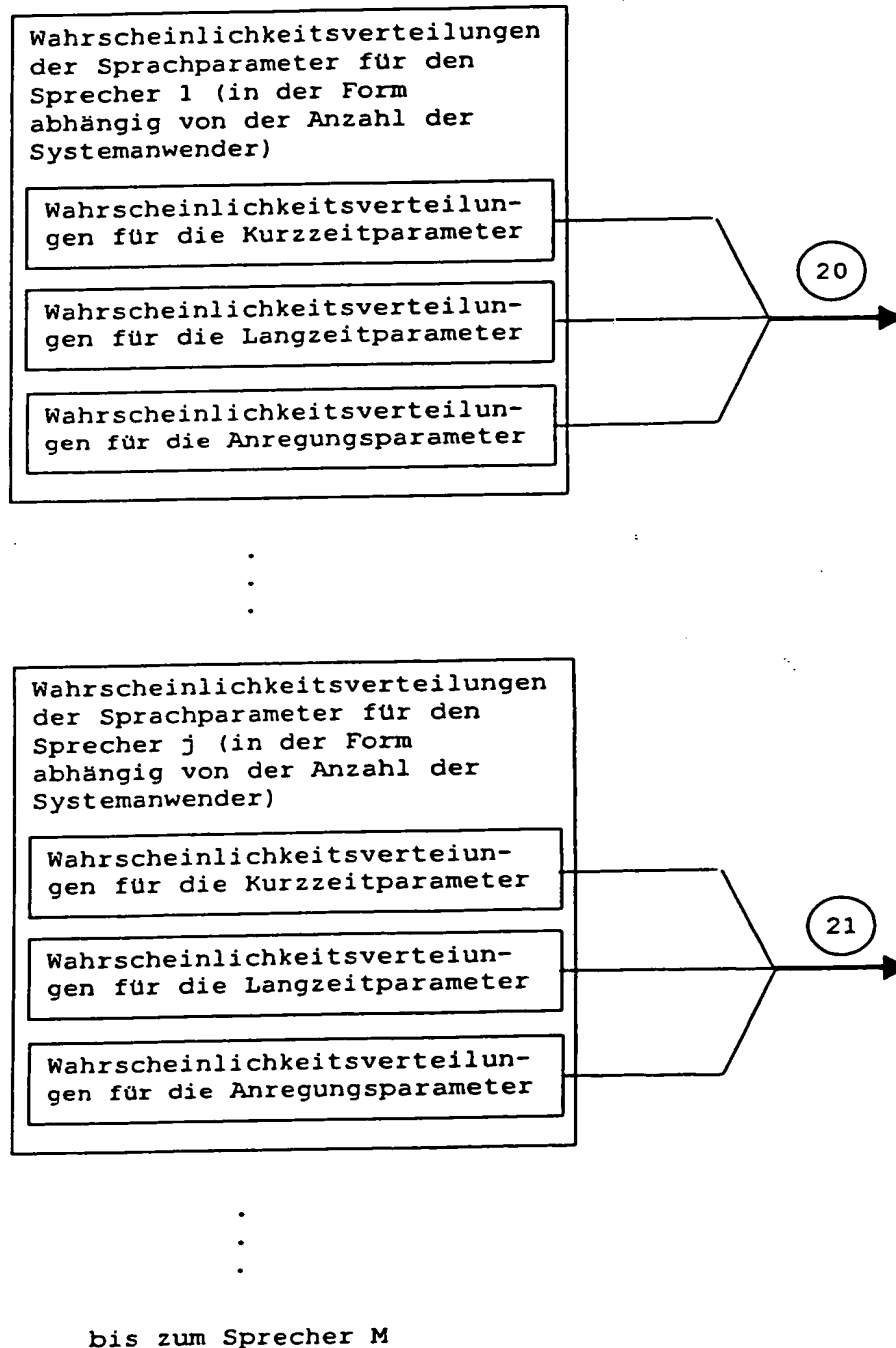 Wahrscheinlichkeitsverteilungen
der Sprachparameter für den
Sprecher 1 (in der Form
abhängig von der Anzahl der
Systemanwender)
Wahrscheinlichkeitsverteilun-
gen für die Kurzzeitparameter
Wahrscheinlichkeitsverteilun-
gen für die Langzeitparameter
Wahrscheinlichkeitsverteilun-
gen für die Anregungsparameter
20
Wahrscheinlichkeitsverteilungen
der Sprachparameter für den
Sprecher j (in der Form
abhängig von der Anzahl der
Systemanwender)
Wahrscheinlichkeitsverteiun-
gen für die Kurzzeitparameter
Wahrscheinlichkeitsverteiun-
gen für die Langzeitparameter
Wahrscheinlichkeitsverteilun-
gen für die Anregungsparameter
21
bis zum Sprecher M